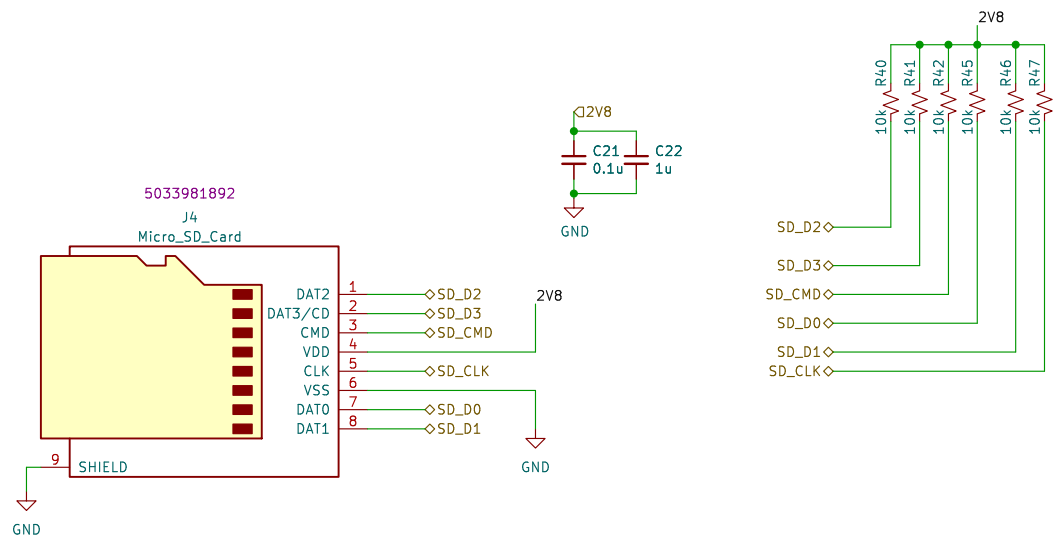 2V8
R40
R41
R42
R45
R46
R47
10k
10k
10k
10k
10k
10k
2V8
C21
0.1u
C22
1u
GND
5033981892
J4
Micro_SD_Card
DAT2
1
SD_D2
DAT3/CD
2
SD_D3
CMD
3
SD_CMD
VDD
4
2V8
CLK
5
SD_CLK
VSS
6
DAT0
7
SD_D0
DAT1
8
SD_D1
GND
9
SHIELD
GND
SD_D2
SD_D3
SD_CMD
SD_D0
SD_D1
SD_CLK